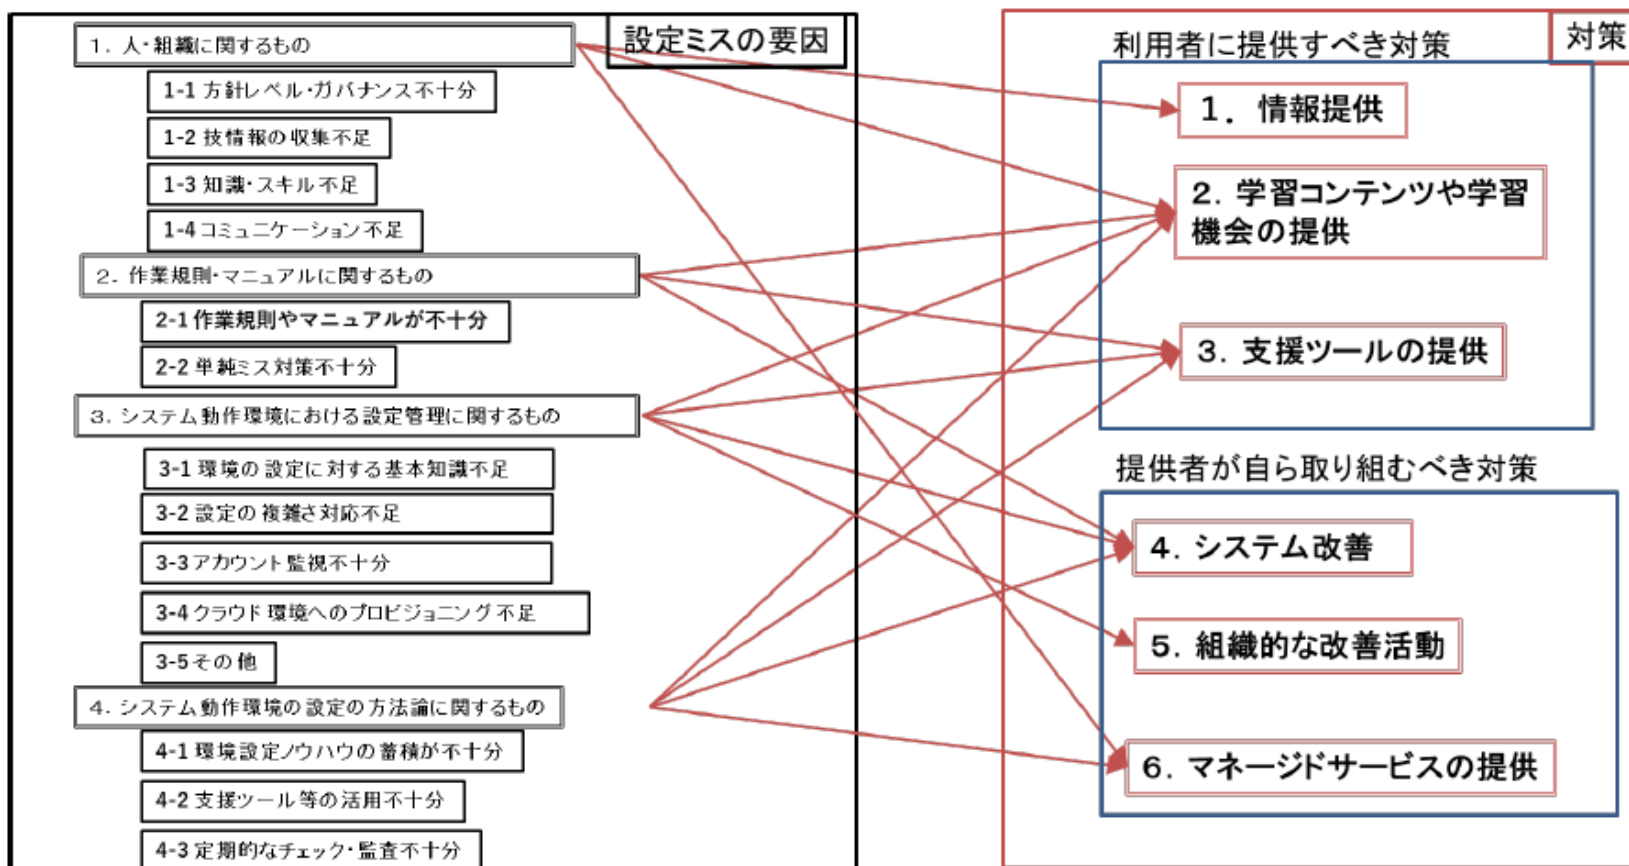 設定ミスの要因
1. 人・組織に関するもの
1-1 方針レベル・ガバナンス不十分
1-2 技情報の収集不足
1-3 知識・スキル不足
1-4 コミュニケーション不足
2. 作業規則・マニュアルに関するもの
2-1 作業規則やマニュアルが不十分
2-2 単純ミス対策不十分
3. システム動作環境における設定管理に関するもの
3-1 環境の設定に対する基本知識不足
3-2 設定の複雑さ対応不足
3-3 アカウント監視不十分
3-4 クラウド環境へのプロビジョニング不足
3-5 その他
4. システム動作環境の設定の方法論に関するもの
4-1 環境設定ノウハウの蓄積が不十分
4-2 支援ツール等の活用不十分
4-3 定期的なチェック・監査不十分
対策
利用者に提供すべき対策
1. 情報提供
2. 学習コンテンツや学習
機会の提供
3. 支援ツールの提供
提供者が自ら取り組むべき対策
4. システム改善
5. 組織的な改善活動
6. マネージドサービスの提供